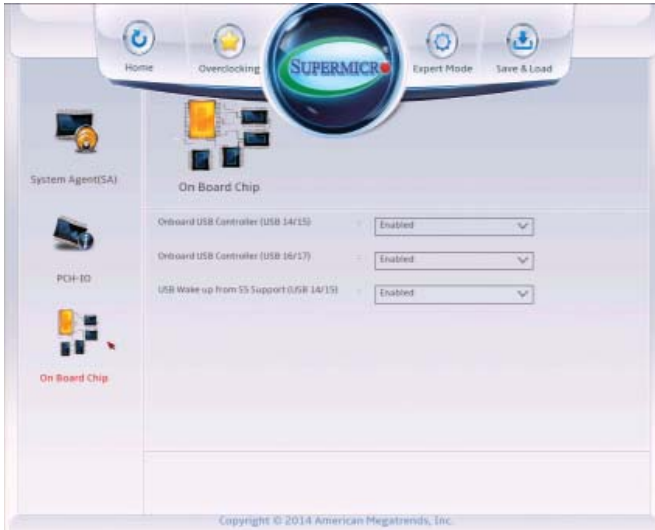 Home
Overclocking
SUPERMICRO
Expert Mode
Save & Load
System Agent(SA)
PCH-IO
On Board Chip
On Board Chip
Onboard USB Controller (USB 14/15) : Enabled
Onboard USB Controller (USB 16/17) : Enabled
USB Wake up from S5 Support (USB 14/15) : Enabled
Copyright © 2014 American Megatrends, Inc.